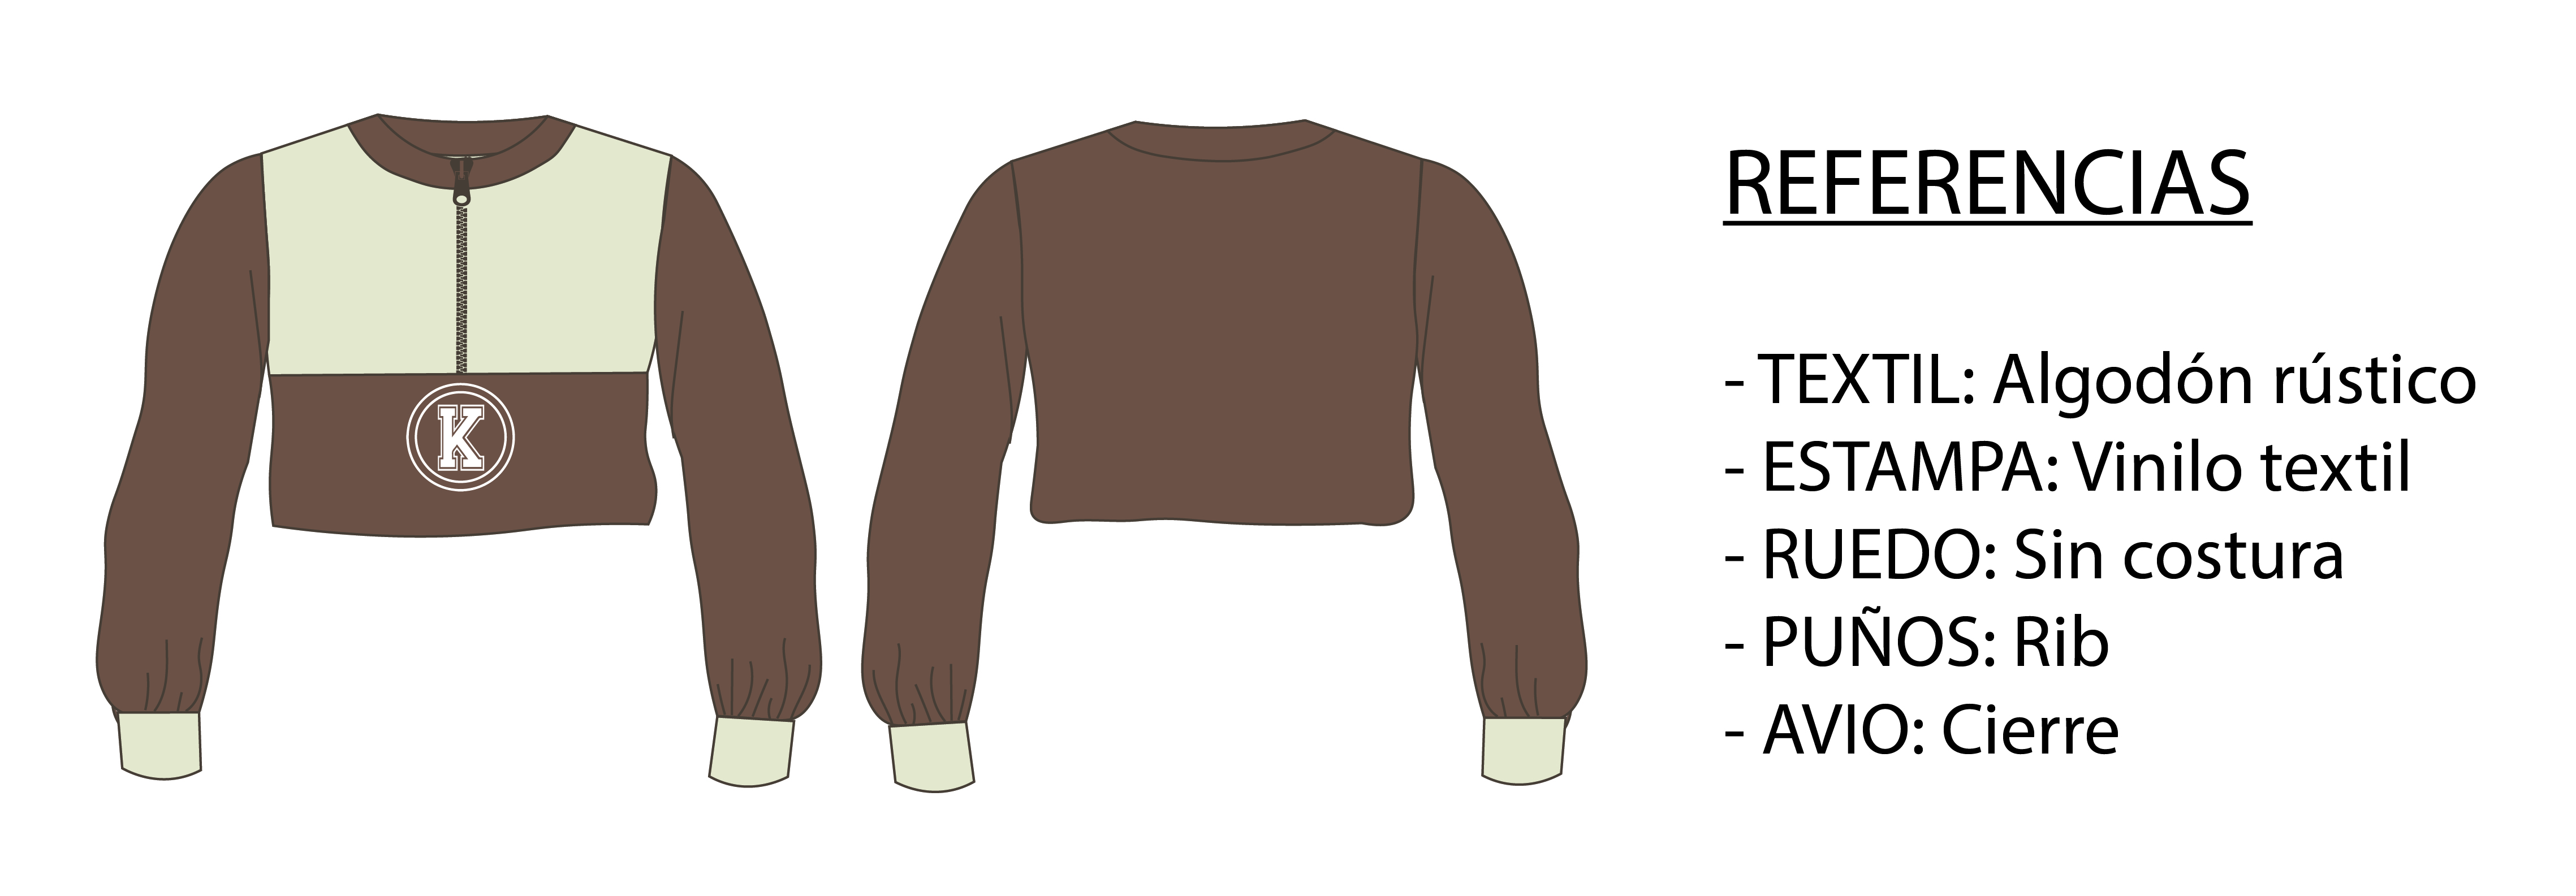 K
REFERENCIAS
- TEXTIL: Algodón rústico
- ESTAMPA: Vinilo textil
- RUEDO: Sin costura
- PUÑOS: Rib
- AVIO: Cierre